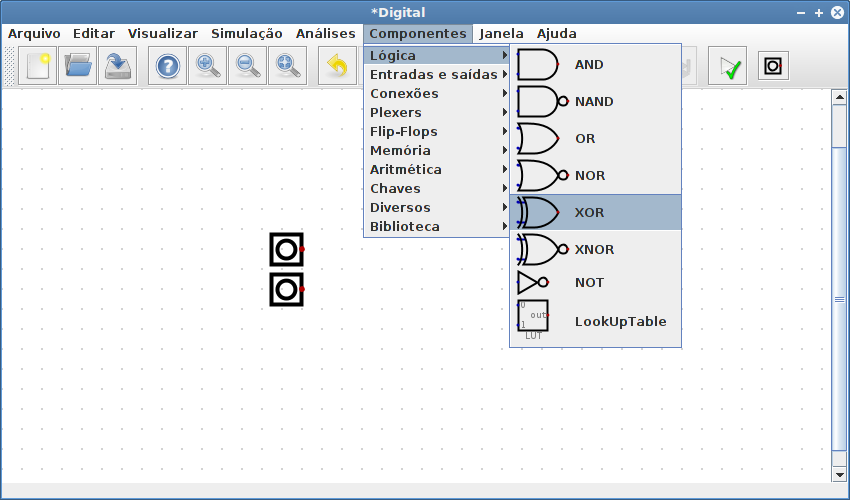 *Digital
Arquivo Editar Visualizar Simulação Análises Componentes Janela Ajuda
Lógica
Entradas e saídas
Conexões
Plexers
Flip-Flops
Memória
Aritmética
Chaves
Diversos
Biblioteca
AND
NAND
OR
NOR
XOR
XNOR
NOT
0
out
1
LUT
LookUpTable